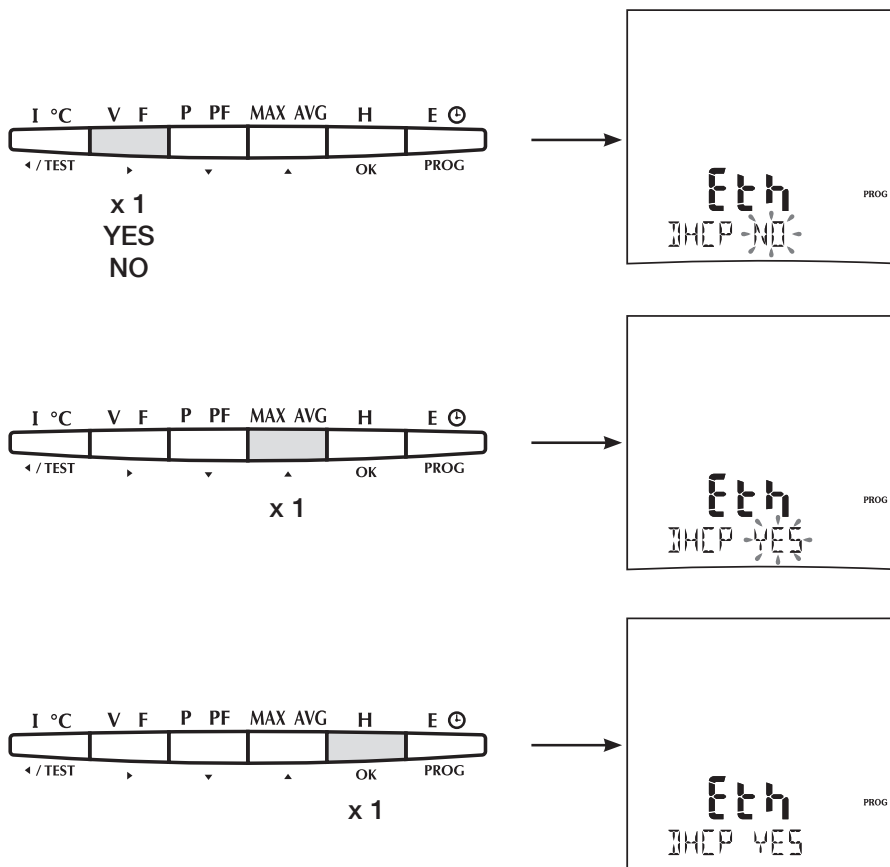 I °C V F P PF MAX AVG H E
/ TEST OK PROG
x 1
YES
NO
Eth
PROG
DHCP NO
I °C V F P PF MAX AVG H E
/ TEST OK PROG
x 1
Eth
PROG
DHCP YES
I °C V F P PF MAX AVG H E
/ TEST OK PROG
x 1
Eth
PROG
DHCP YES